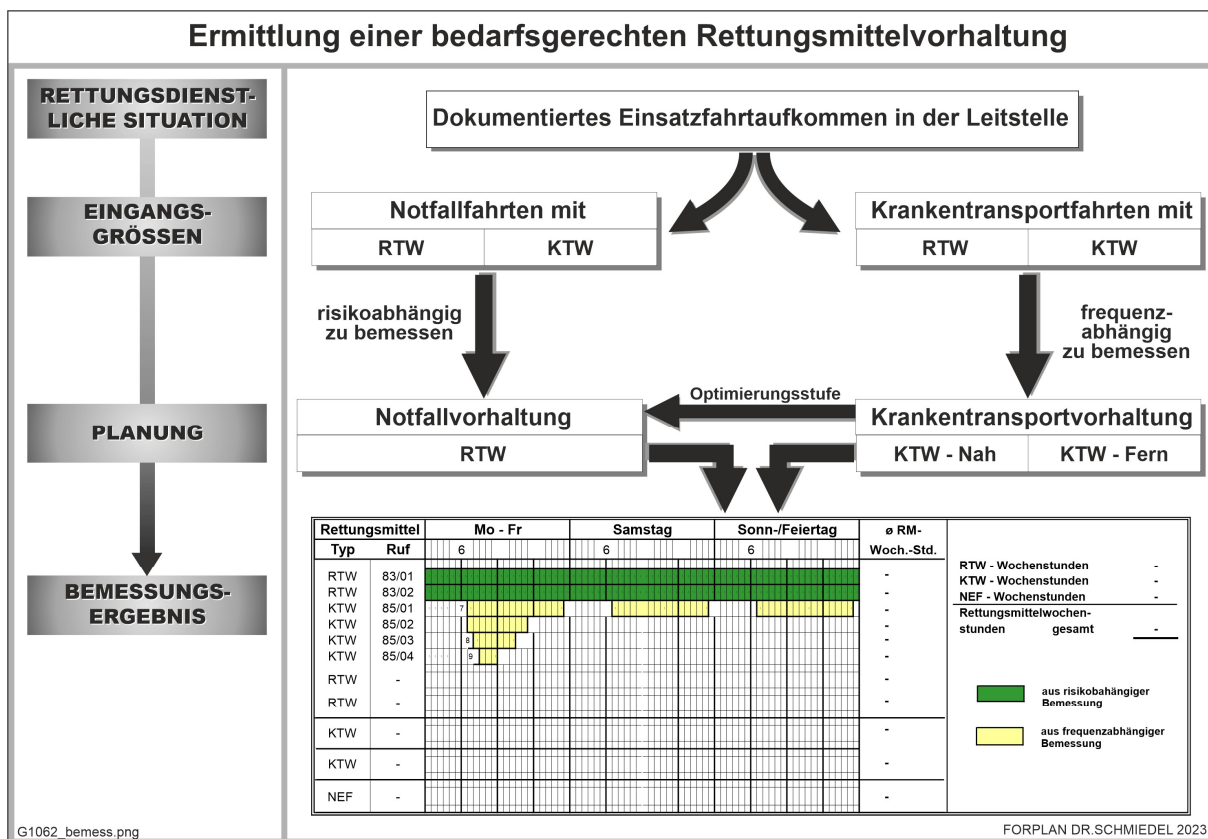 Ermittlung einer bedarfsgerechten Rettungsmittelvorhaltung
RETTUNGSDIENST-
LICHE SITUATION
EINGANGS-
GRÖSSEN
PLANUNG
BEMESSUNGS-
ERGEBNIS
Dokumentiertes Einsatzfahrtaufkommen in der Leitstelle
Notfallfahrten mit
RTW KTW
Krankentransportfahrten mit
RTW KTW
risikoabhängig
zu bemessen
frequenz-
abhängig
zu bemessen
Optimierungsstufe
Notfallvorhaltung
RTW
Krankentransportvorhaltung
KTW - Nah KTW - Fern
Rettungsmittel Mo - Fr Samstag Sonn-/Feiertag ø RM-
Typ Ruf 6 6 6 Woch.-Std.
RTW 83/01 -
RTW 83/02 -
KTW 85/01 7 -
KTW 85/02 -
KTW 85/03 8 -
KTW 85/04 9 -
RTW - -
RTW - -
KTW - -
KTW - -
NEF - -
RTW - Wochenstunden -
KTW - Wochenstunden -
NEF - Wochenstunden -
Rettungsmittelwochen-
stunden gesamt -
aus risikobahängiger
Bemessung
aus frequenzabhängiger
Bemessung
G1062_bemess.png
FORPLAN DR.SCHMIEDEL 2023